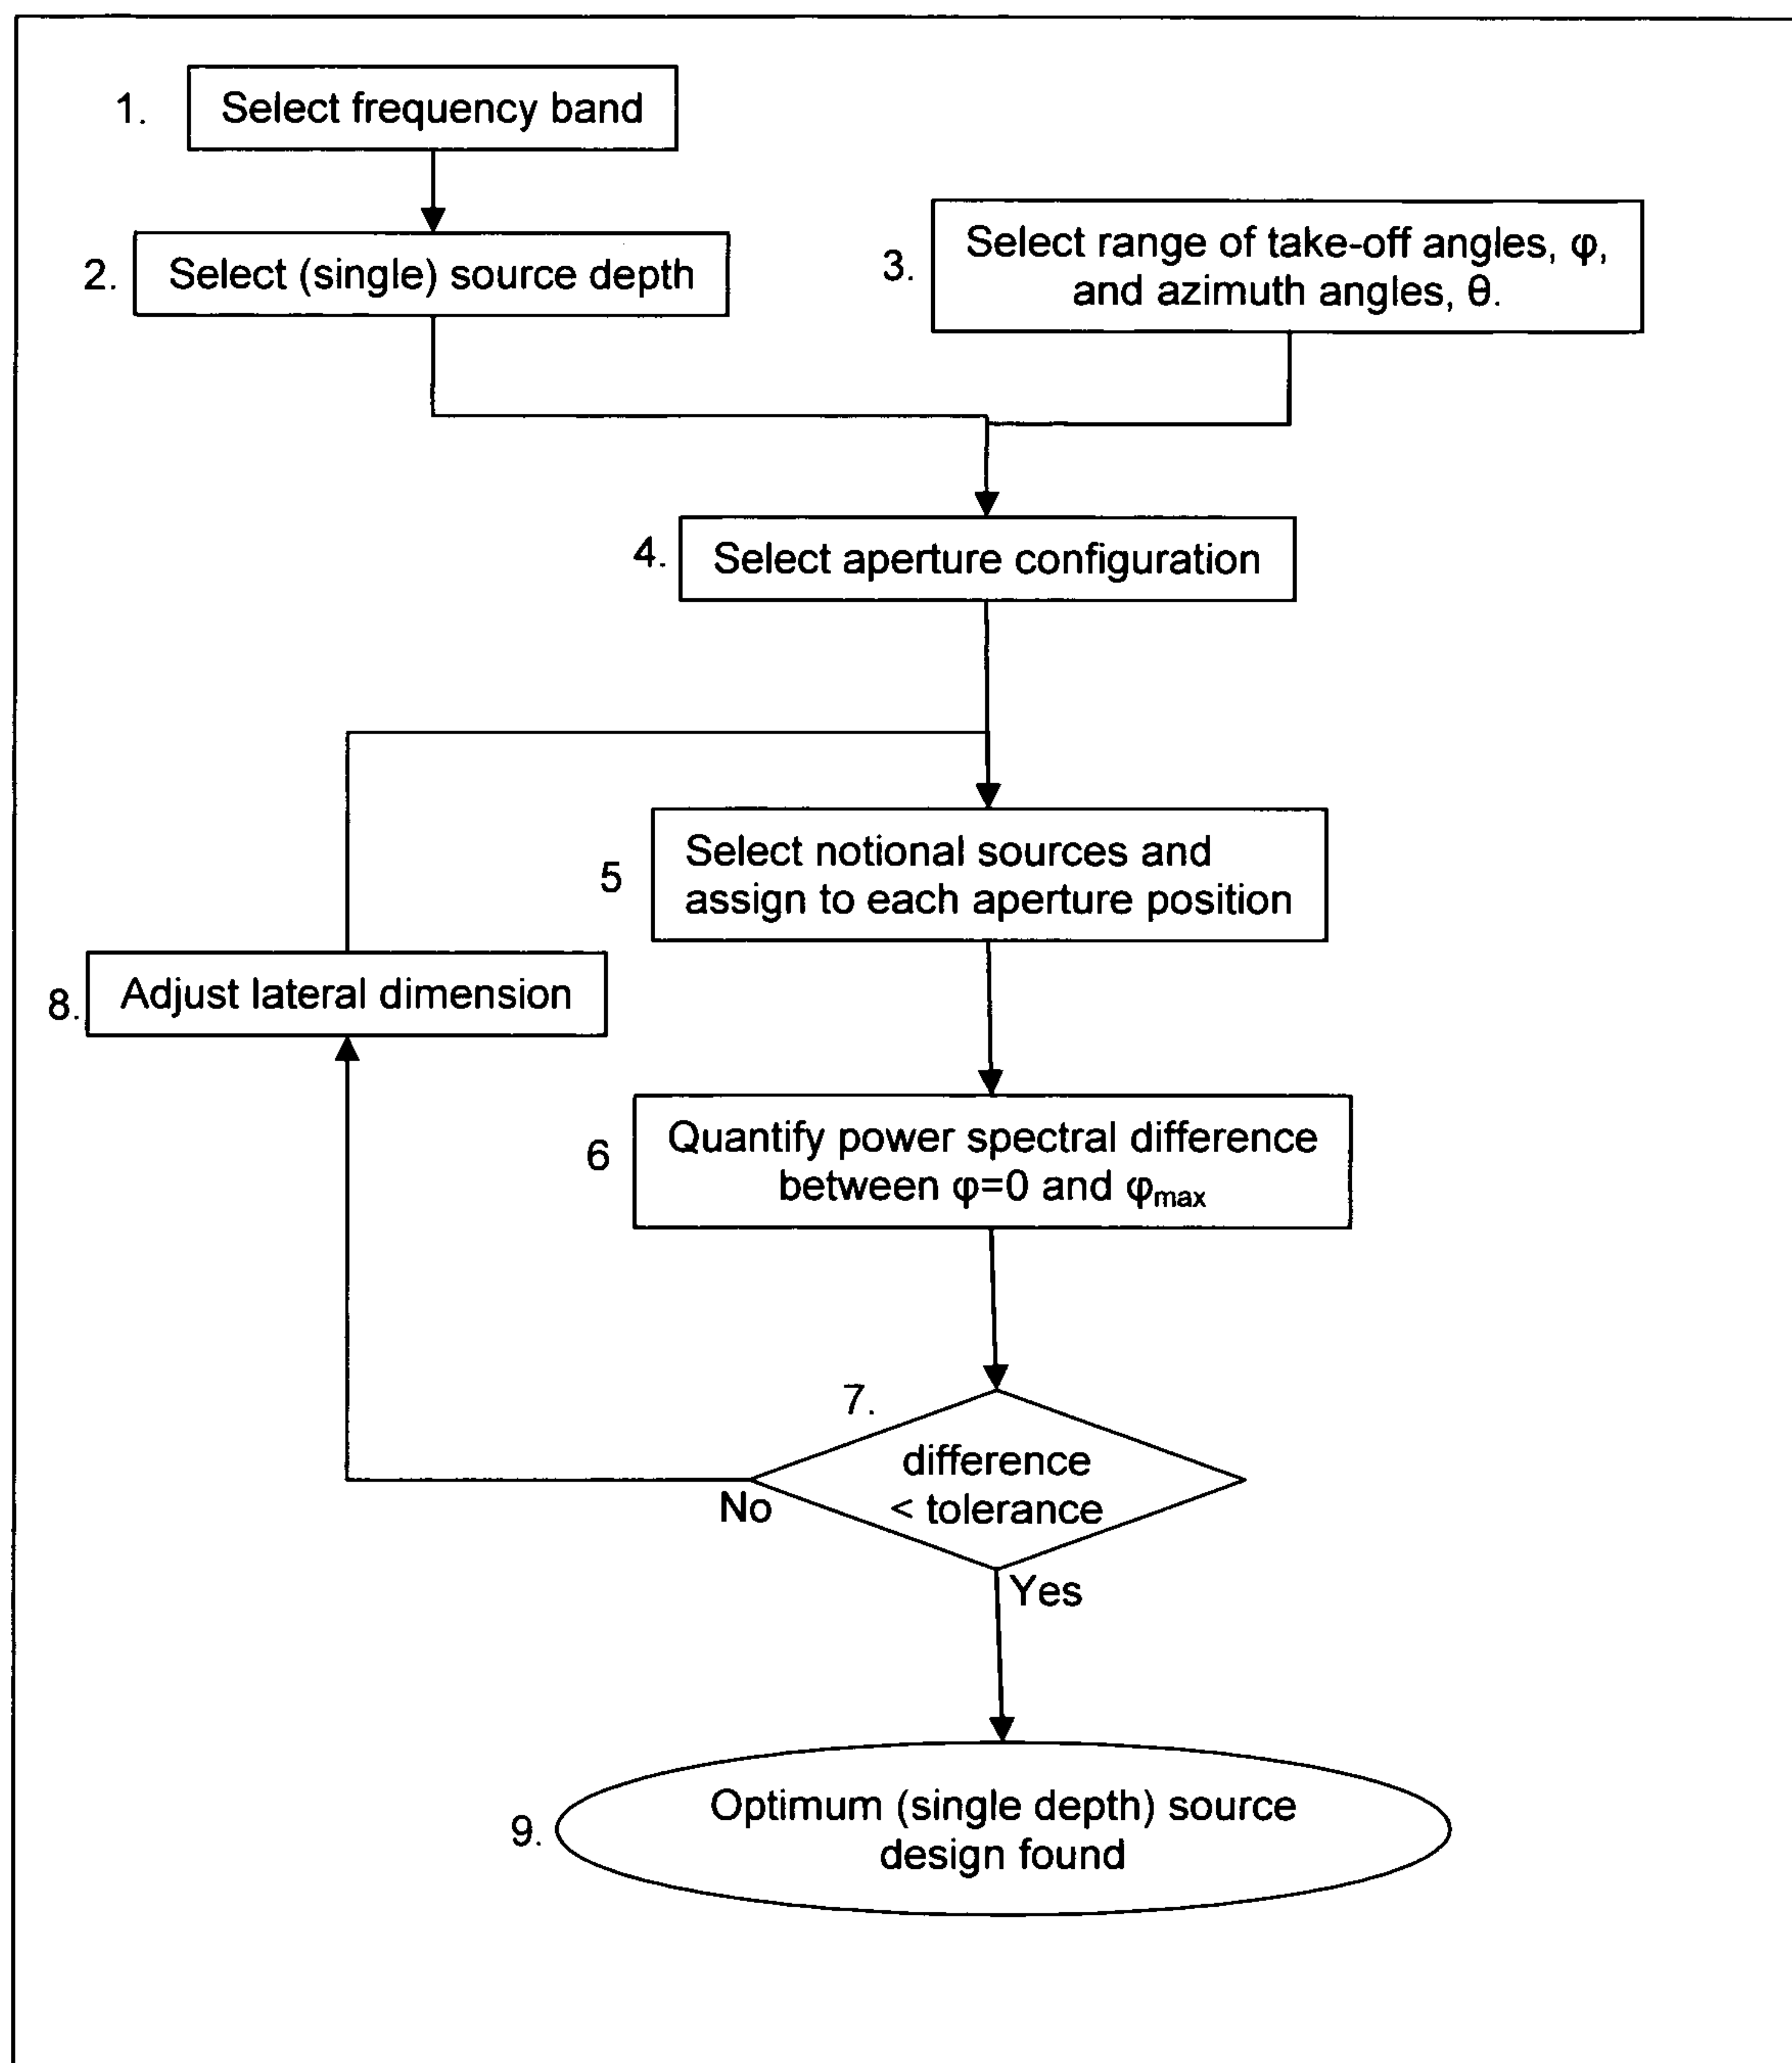 1.
Select frequency band
2.
Select (single) source depth
3.
Select range of take-off angles, φ,
and azimuth angles, θ.
4.
Select aperture configuration
5
Select notional sources and
assign to each aperture position
8.
Adjust lateral dimension
6
Quantify power spectral difference
between φ=0 and φmax
7.
difference
< tolerance
No
Yes
9.
Optimum (single depth) source
design found